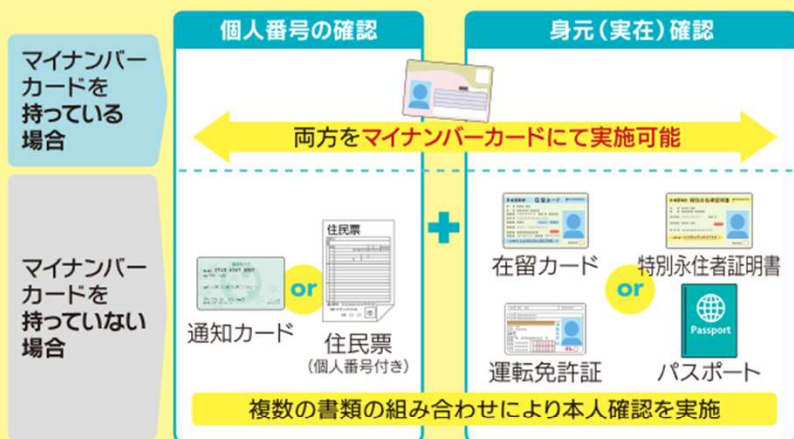 個人番号の確認
身元(実在)確認
マイナンバー
カードを
持っている
場合
両方をマイナンバーカードにて実施可能
マイナンバー
カードを
持っていない
場合
通知カード
or
住民票
住民票
(個人番号付き)
在留カード
在留カード
特別永住者証明書
or
運転免許証
Passport
パスポート
複数の書類の組み合わせにより本人確認を実施